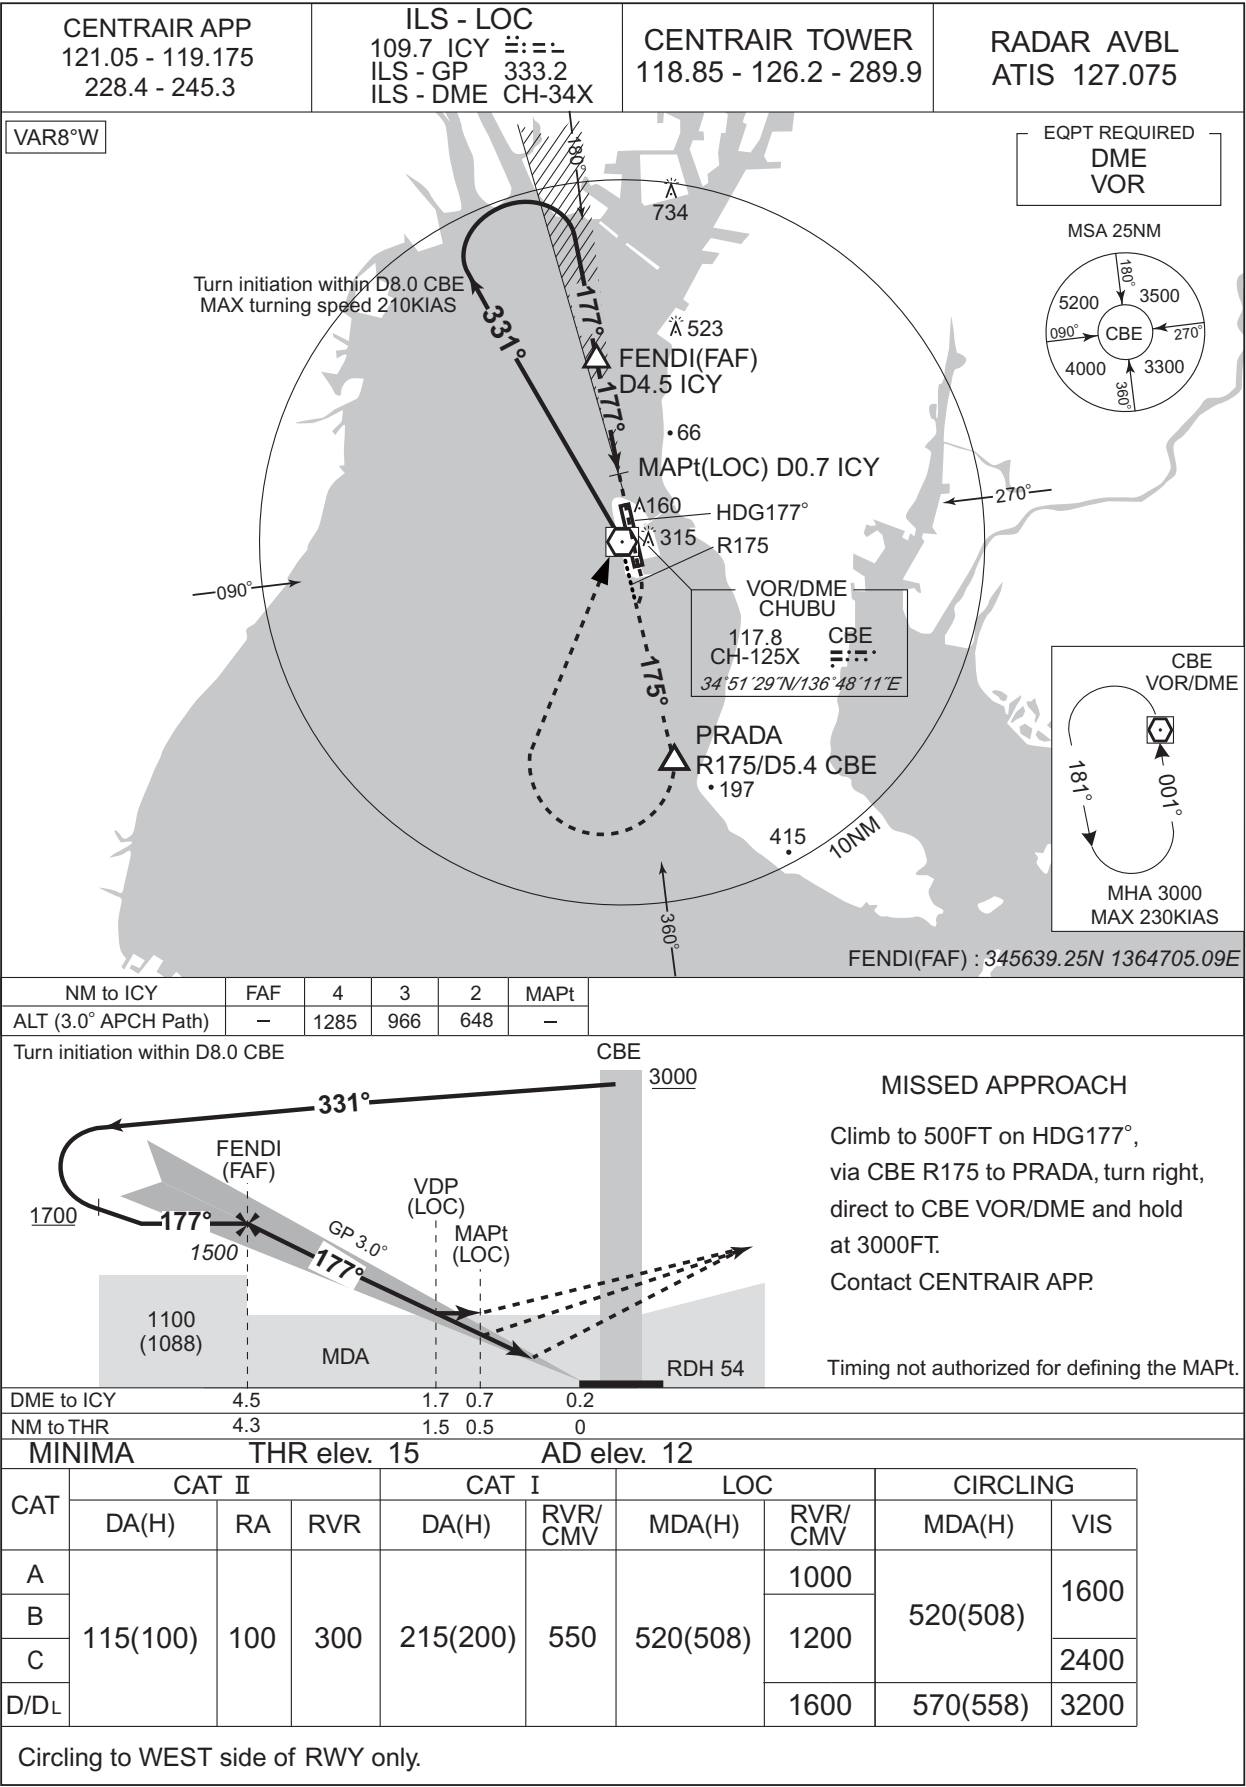 CENTRAIR APP
121.05 - 119.175
228.4 - 245.3
ILS - LOC
109.7 ICY
ILS - GP 333.2
ILS - DME CH-34X
CENTRAIR TOWER
118.85 - 126.2 - 289.9
RADAR AVBL
ATIS 127.075
VAR8°W
EQPT REQUIRED
DME
VOR
MSA 25NM
180°
5200
3500
090°
CBE
270°
4000
3300
360°
180°
734
Turn initiation within D8.0 CBE
MAX turning speed 210KIAS
331°
177°
523
FENDI(FAF)
D4.5 ICY
177°
66
MAPt(LOC) D0.7 ICY
160
HDG177°
315
R175
270°
090°
VOR/DME
CHUBU
117.8 CBE
CH-125X
34°51´29˝N/136°48´11˝E
175°
PRADA
R175/D5.4 CBE
197
415
10NM
360°
CBE
VOR/DME
181°
001°
MHA 3000
MAX 230KIAS
FENDI(FAF) : 345639.25N 1364705.09E
NM to ICY FAF 4 3 2 MAPt
ALT (3.0° APCH Path) – 1285 966 648 –
Turn initiation within D8.0 CBE
CBE
3000
331°
FENDI
(FAF)
VDP
(LOC)
MAPt
(LOC)
1700
177°
1500
GP 3.0°
177°
1100
(1088)
MDA
RDH 54
MISSED APPROACH
Climb to 500FT on HDG177°,
via CBE R175 to PRADA, turn right,
direct to CBE VOR/DME and hold
at 3000FT.
Contact CENTRAIR APP.
Timing not authorized for defining the MAPt.
DME to ICY 4.5 1.7 0.7 0.2
NM to THR 4.3 1.5 0.5 0
MINIMA THR elev. 15 AD elev. 12
CAT CAT II CAT I LOC CIRCLING
DA(H) RA RVR DA(H) RVR/CMV MDA(H) RVR/CMV MDA(H) VIS
A 1000
B 115(100) 100 300 215(200) 550 520(508) 1200 520(508) 1600
C 2400
D/DL 1600 570(558) 3200
Circling to WEST side of RWY only.